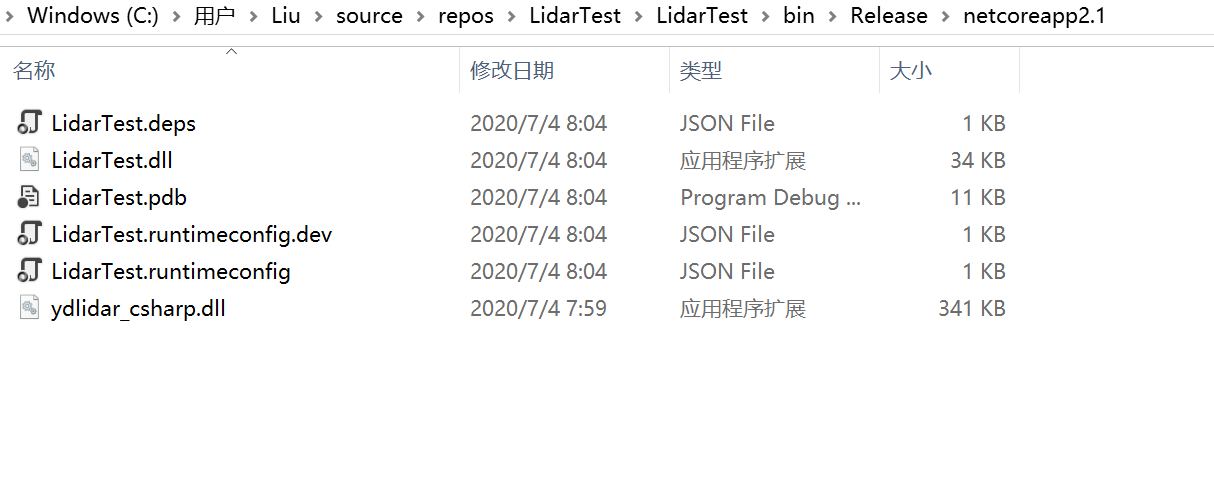 Windows (C:) > 用户 > Liu > source > repos > LidarTest > LidarTest > bin > Release > netcoreapp2.1
名称 修改日期 类型 大小
LidarTest.deps 2020/7/4 8:04 JSON File 1 KB
LidarTest.dll 2020/7/4 8:04 应用程序扩展 34 KB
LidarTest.pdb 2020/7/4 8:04 Program Debug ... 11 KB
LidarTest.runtimeconfig.dev 2020/7/4 8:04 JSON File 1 KB
LidarTest.runtimeconfig 2020/7/4 8:04 JSON File 1 KB
ydlidar_csharp.dll 2020/7/4 7:59 应用程序扩展 341 KB